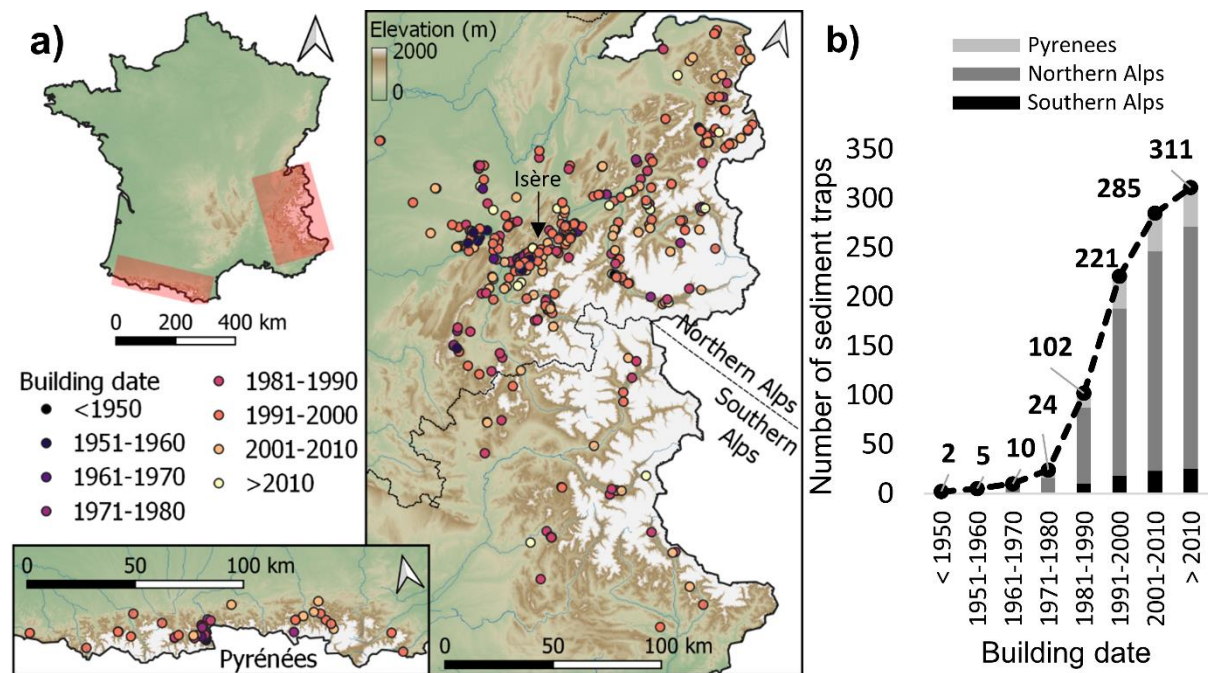 a)
0 200 400 km
Building date
<1950
1951-1960
1961-1970
1971-1980
1981-1990
1991-2000
2001-2010
>2010
0 50 100 km
Pyrénées
Elevation (m)
2000
0
Isère
Northern Alps
Southern
Alps
0 50 100 km
b)
Pyrenees
Northern Alps
Southern Alps
Number of sediment traps
350
300
250
200
150
100
50
0
2
5
10
24
102
221
285
311
< 1950
1951-1960
1961-1970
1971-1980
1981-1990
1991-2000
2001-2010
> 2010
Building date